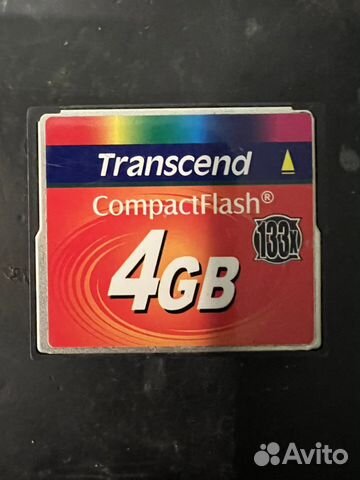 Transcend
CompactFlash®
133x
4GB
Avito